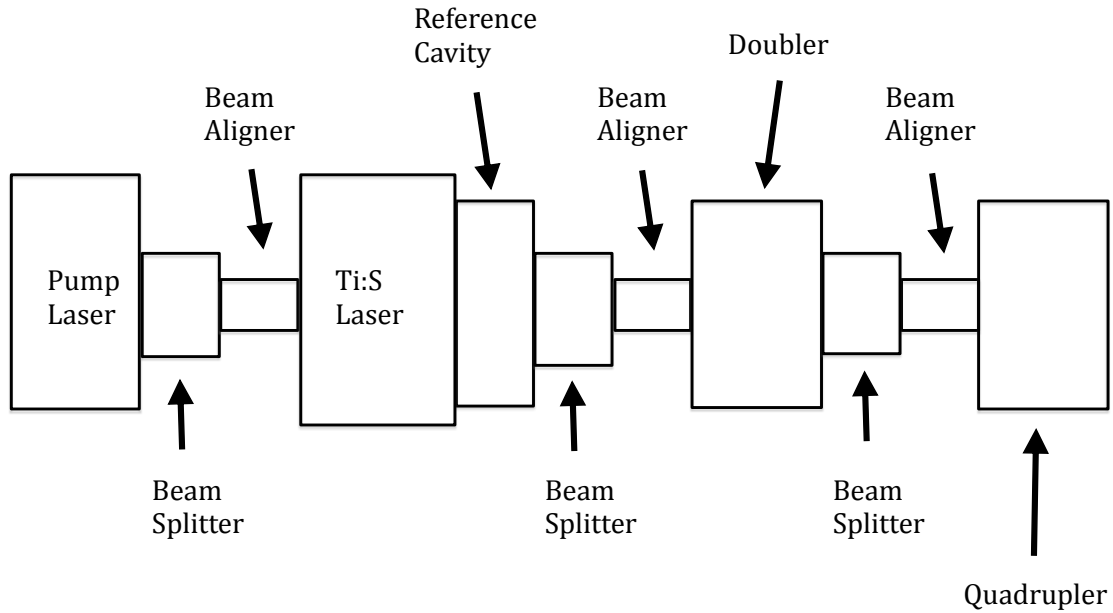 Reference
Cavity
Doubler
Beam
Aligner
Beam
Aligner
Beam
Aligner
Pump
Laser
Ti:S
Laser
Beam
Splitter
Beam
Splitter
Beam
Splitter
Quadrupler